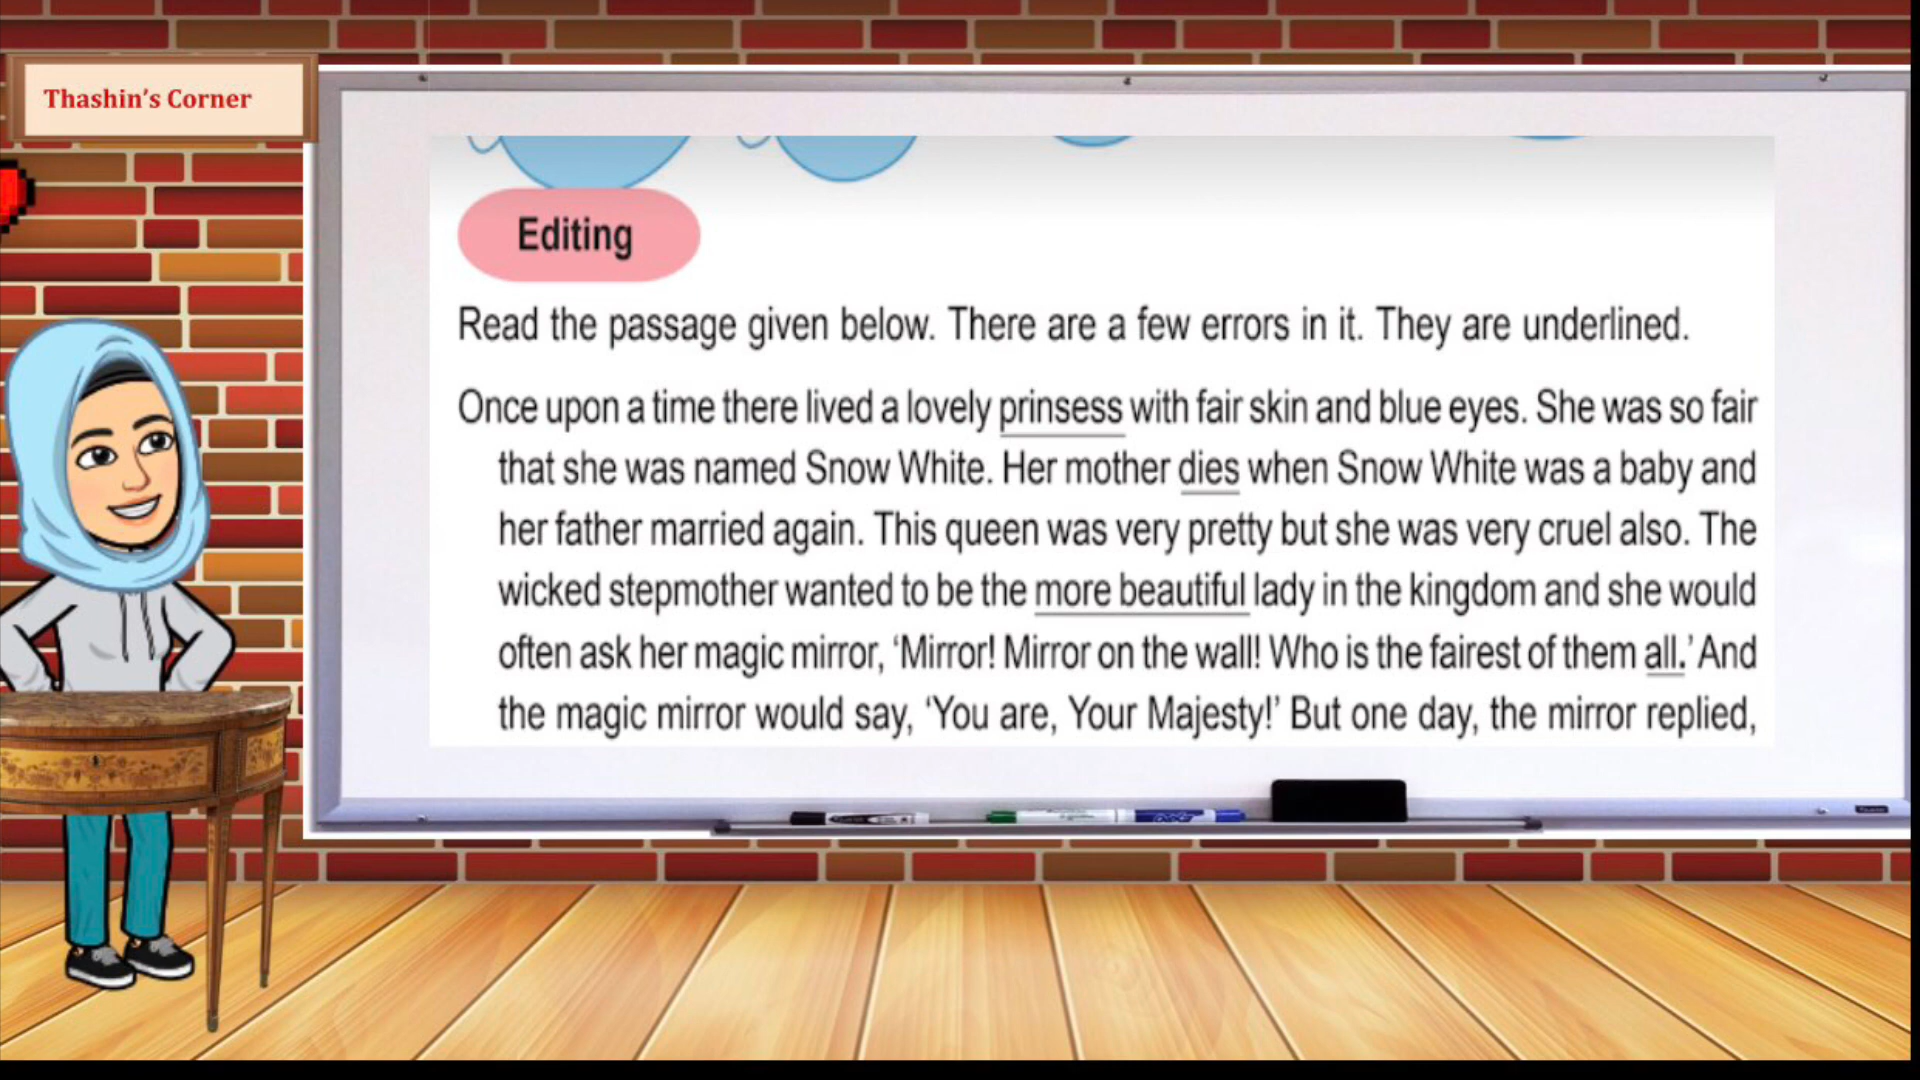 Thashin's Corner
Editing
Read the passage given below. There are a few errors in it. They are underlined.
Once upon a time there lived a lovely prinsess with fair skin and blue eyes. She was so fair
that she was named Snow White. Her mother dies when Snow White was a baby and
her father married again. This queen was very pretty but she was very cruel also. The
wicked stepmother wanted to be the more beautiful lady in the kingdom and she would
often ask her magic mirror, ‘Mirror! Mirror on the wall! Who is the fairest of them all.’ And
the magic mirror would say, ‘You are, Your Majesty!’ But one day, the mirror replied,